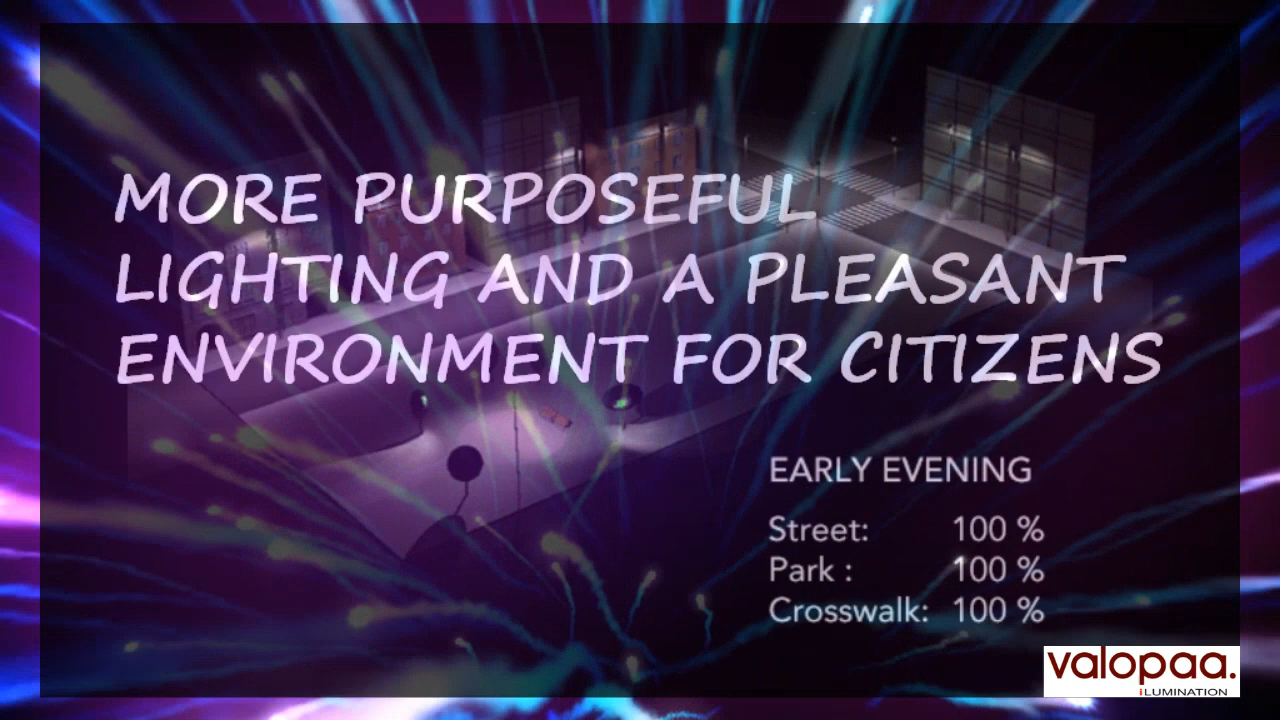 MORE PURPOSEFUL
LIGHTING AND A PLEASANT
ENVIRONMENT FOR CITIZENS
EARLY EVENING
Street: 100 %
Park : 100 %
Crosswalk: 100 %
valopaa.
iLUMINATION